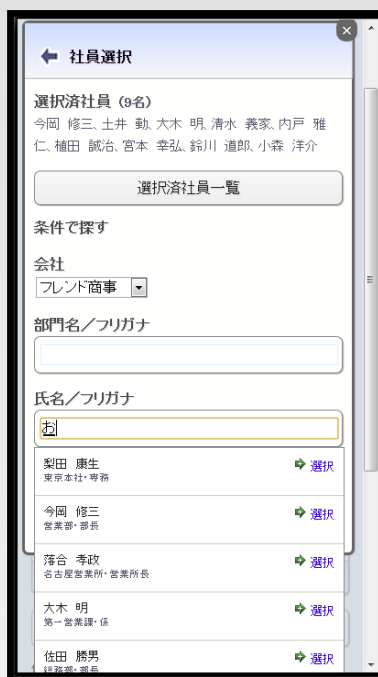 社員選択
選択済社員 (9名)
今岡 修三、土井 勲、大木 明、清水 義家、内戸 雅
仁、植田 誠治、宮本 幸弘、鈴川 道郎、小森 洋介
選択済社員一覧
条件で探す
会社
フレンド商事
部門名／フリガナ
氏名／フリガナ
お
梨田 康生
選択
東京本社・専務
今岡 修三
選択
営業部・部長
落合 孝政
選択
名古屋営業所・営業所長
大木 明
選択
第一営業課・係
佐田 勝男
選択
総務部・部長